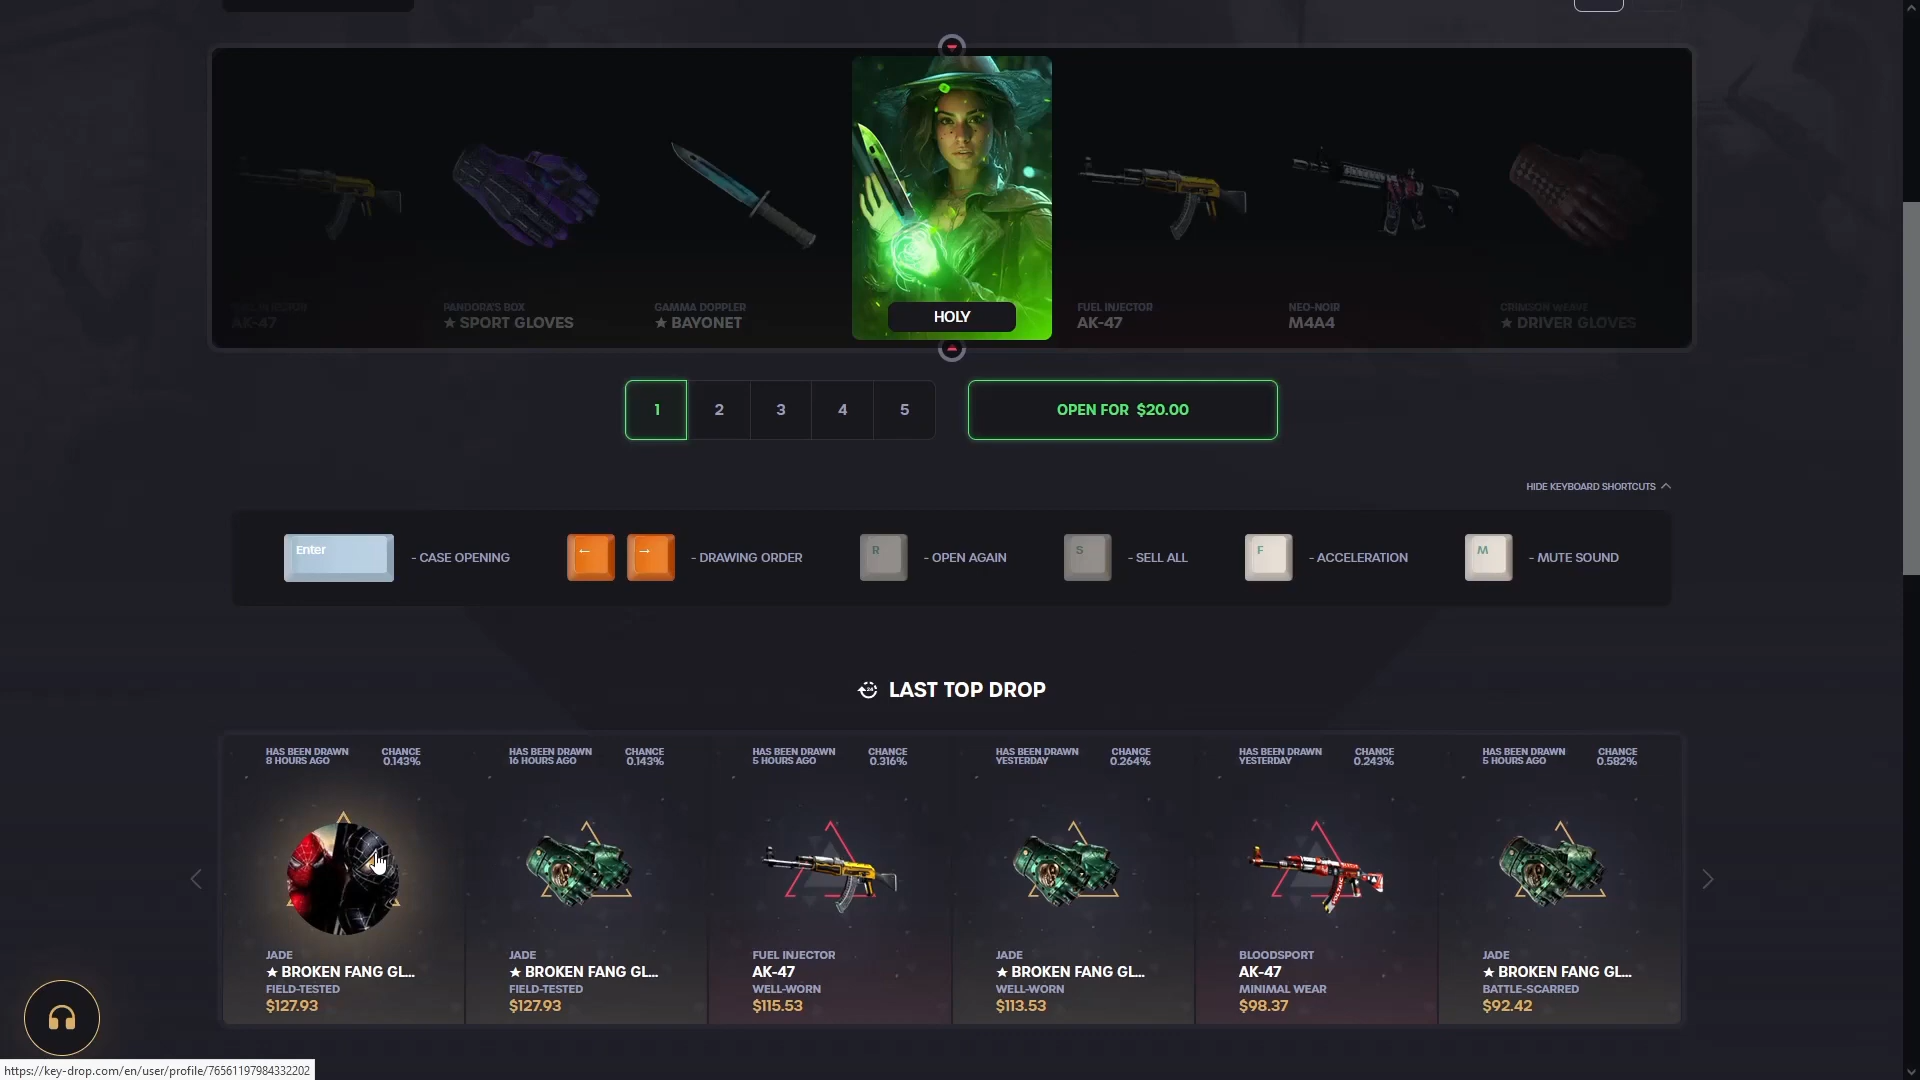 HOLY
PANDORA'S BOX
★ SPORT GLOVES
GAMMA DOPPLER
★ BAYONET
FUEL INJECTOR
AK-47
NEO-NOIR
M4A4
CRIMSON WEAVE
★ DRIVER GLOVES
AK-47
1 2 3 4 5
OPEN FOR $20.00
HIDE KEYBOARD SHORTCUTS
Enter - CASE OPENING
← → - DRAWING ORDER
R - OPEN AGAIN
S - SELL ALL
F - ACCELERATION
M - MUTE SOUND
LAST TOP DROP
HAS BEEN DRAWN
8 HOURS AGO
CHANCE
0.143%
JADE
★ BROKEN FANG GL...
FIELD-TESTED
$127.93
HAS BEEN DRAWN
16 HOURS AGO
CHANCE
0.143%
JADE
★ BROKEN FANG GL...
FIELD-TESTED
$127.93
HAS BEEN DRAWN
5 HOURS AGO
CHANCE
0.316%
FUEL INJECTOR
AK-47
WELL-WORN
$115.53
HAS BEEN DRAWN
YESTERDAY
CHANCE
0.264%
JADE
★ BROKEN FANG GL...
WELL-WORN
$113.53
HAS BEEN DRAWN
YESTERDAY
CHANCE
0.243%
BLOODSPORT
AK-47
MINIMAL WEAR
$98.37
HAS BEEN DRAWN
5 HOURS AGO
CHANCE
0.582%
JADE
★ BROKEN FANG GL...
BATTLE-SCARRED
$92.42
https://key-drop.com/en/user/profile/76561197984332202